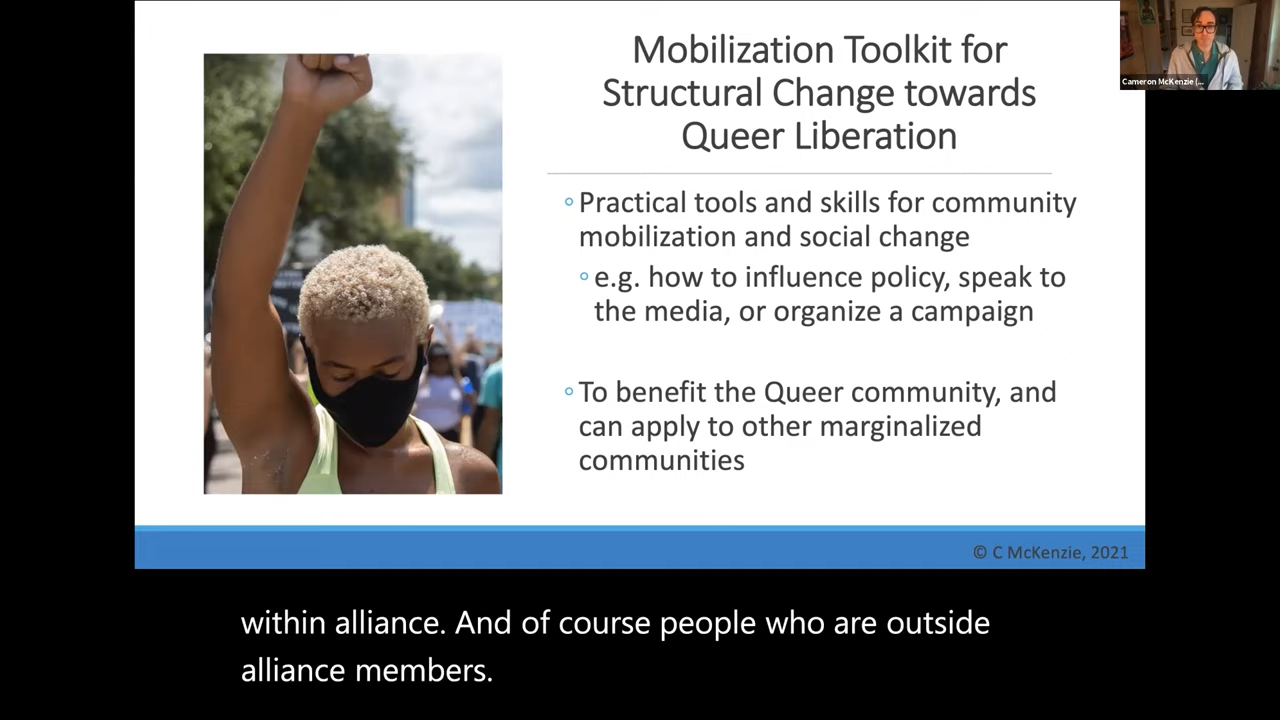 Mobilization Toolkit for
Structural Change towards
Queer Liberation
Cameron McKenzie (...
Practical tools and skills for community
mobilization and social change
e.g. how to influence policy, speak to
the media, or organize a campaign
To benefit the Queer community, and
can apply to other marginalized
communities
© C McKenzie, 2021
within alliance. And of course people who are outside
alliance members.